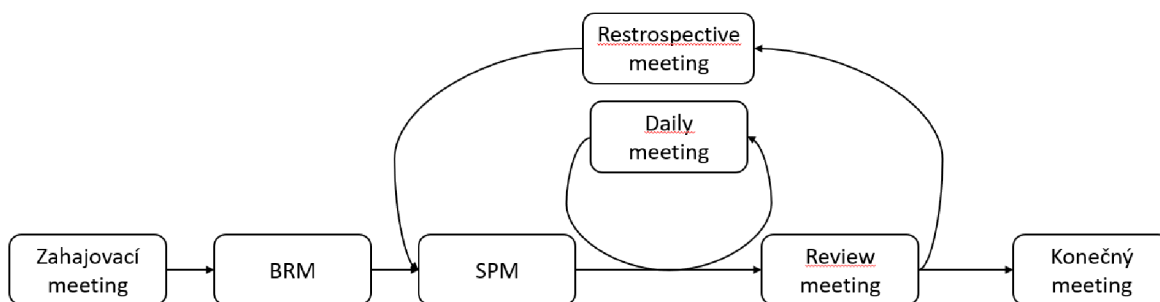 Restrospective
meeting
Daily
meeting
Zahajovací
meeting
BRM
SPM
Review
meeting
Konečný
meeting